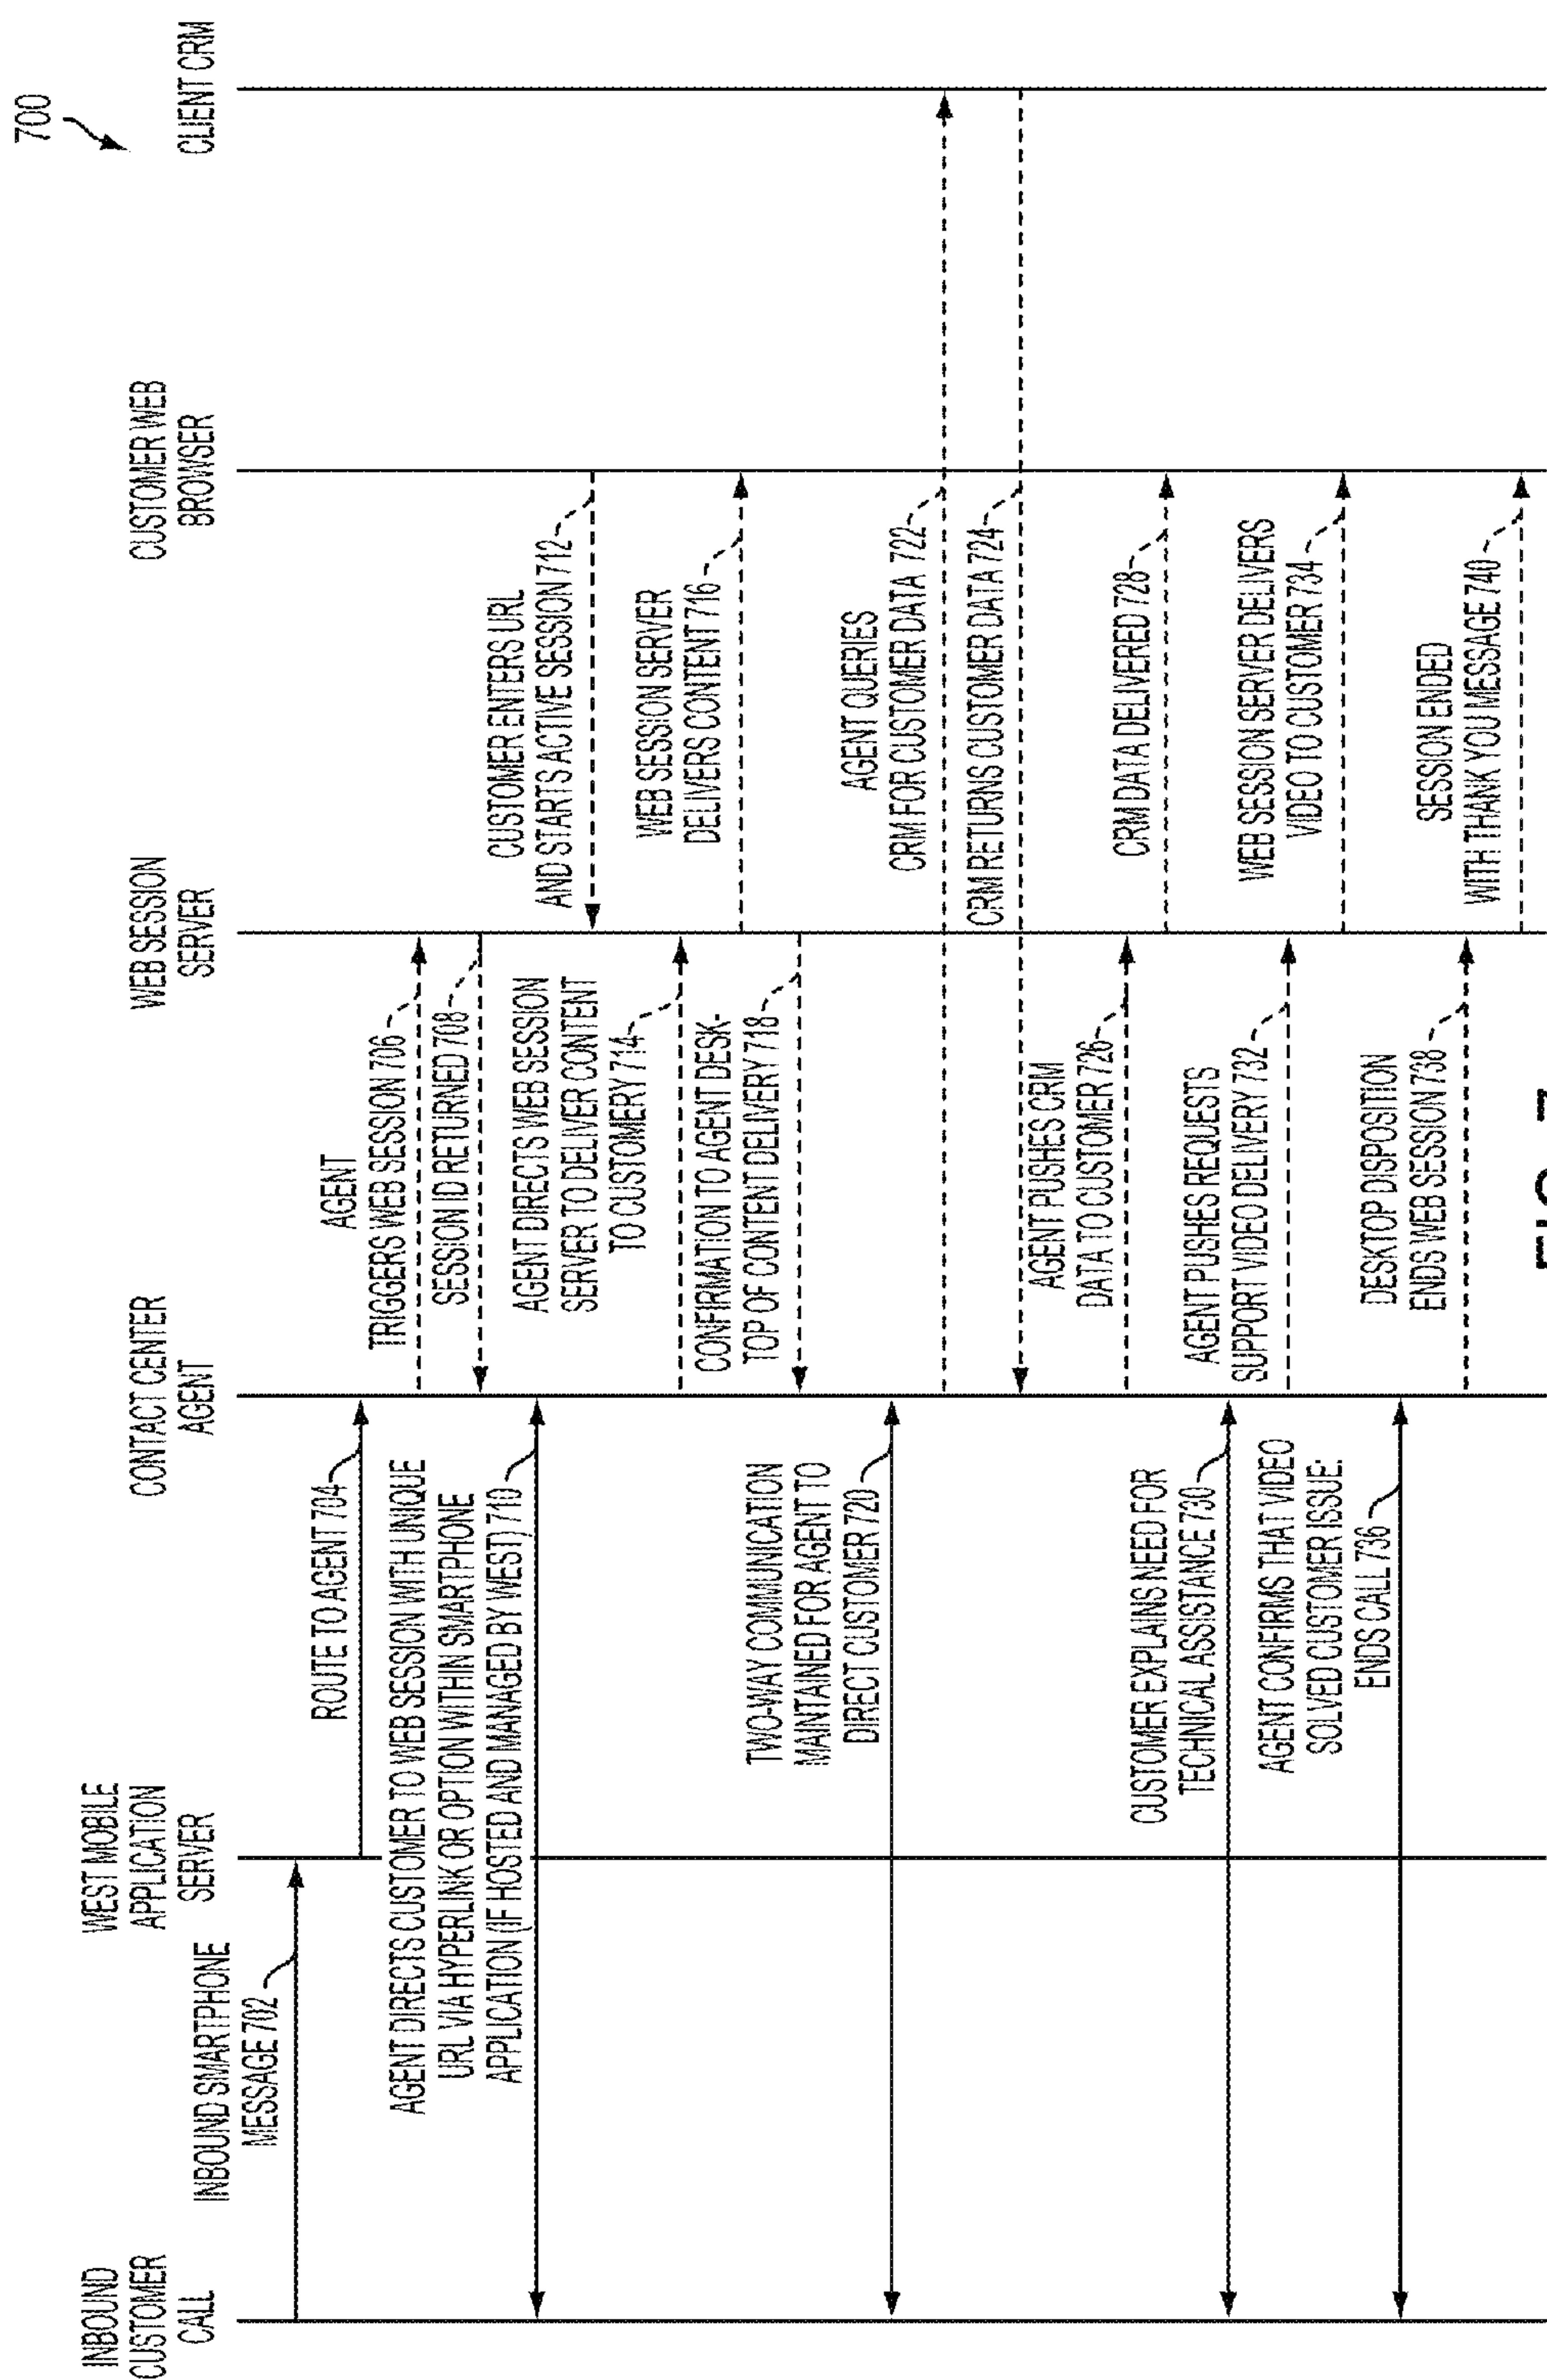 700
INBOUND
CUSTOMER
CALL
WEST MOBILE
APPLICATION
SERVER
CONTACT CENTER
AGENT
WEB SESSION
SERVER
CUSTOMER WEB
BROWSER
CLIENT CRM
INBOUND SMARTPHONE
MESSAGE 702
ROUTE TO AGENT 704
AGENT
TRIGGERS WEB SESSION 706
SESSION ID RETURNED 708
AGENT DIRECTS CUSTOMER TO WEB SESSION WITH UNIQUE
URL VIA HYPERLINK OR OPTION WITHIN SMARTPHONE
APPLICATION (IF HOSTED AND MANAGED BY WEST) 710
CUSTOMER ENTERS URL
AND STARTS ACTIVE SESSION 712
AGENT DIRECTS WEB SESSION
SERVER TO DELIVER CONTENT
TO CUSTOMERY 714
WEB SESSION SERVER
DELIVERS CONTENT 716
CONFIRMATION TO AGENT DESK-
TOP OF CONTENT DELIVERY 718
TWO-WAY COMMUNICATION
MAINTAINED FOR AGENT TO
DIRECT CUSTOMER 720
AGENT QUERIES
CRM FOR CUSTOMER DATA 722
CRM RETURNS CUSTOMER DATA 724
AGENT PUSHES CRM
DATA TO CUSTOMER 726
CRM DATA DELIVERED 728
CUSTOMER EXPLAINS NEED FOR
TECHNICAL ASSISTANCE 730
AGENT PUSHES REQUESTS
SUPPORT VIDEO DELIVERY 732
WEB SESSION SERVER DELIVERS
VIDEO TO CUSTOMER 734
AGENT CONFIRMS THAT VIDEO
SOLVED CUSTOMER ISSUE:
ENDS CALL 736
DESKTOP DISPOSITION
ENDS WEB SESSION 738
SESSION ENDED
WITH THANK YOU MESSAGE 740